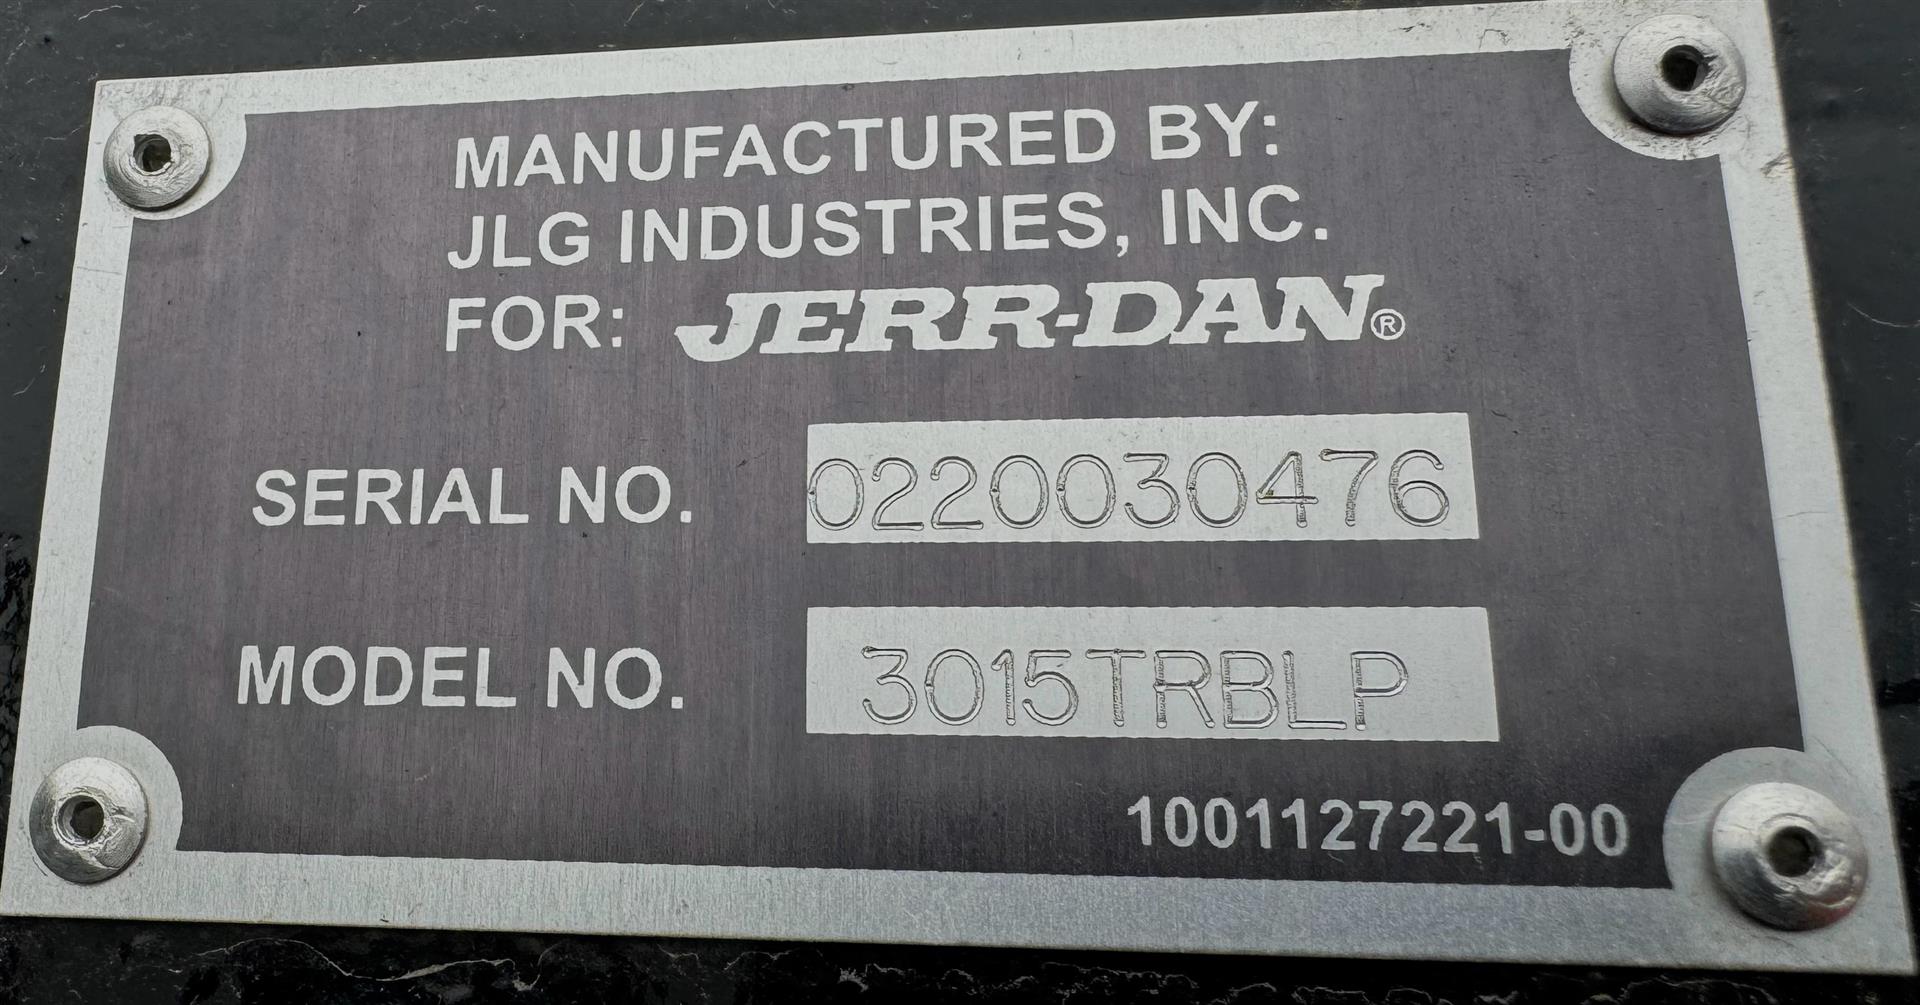 MANUFACTURED BY:
JLG INDUSTRIES, INC.
FOR: JERR-DAN®
SERIAL NO. 0220030476
MODEL NO. 3015TRBLP
1001127221-00